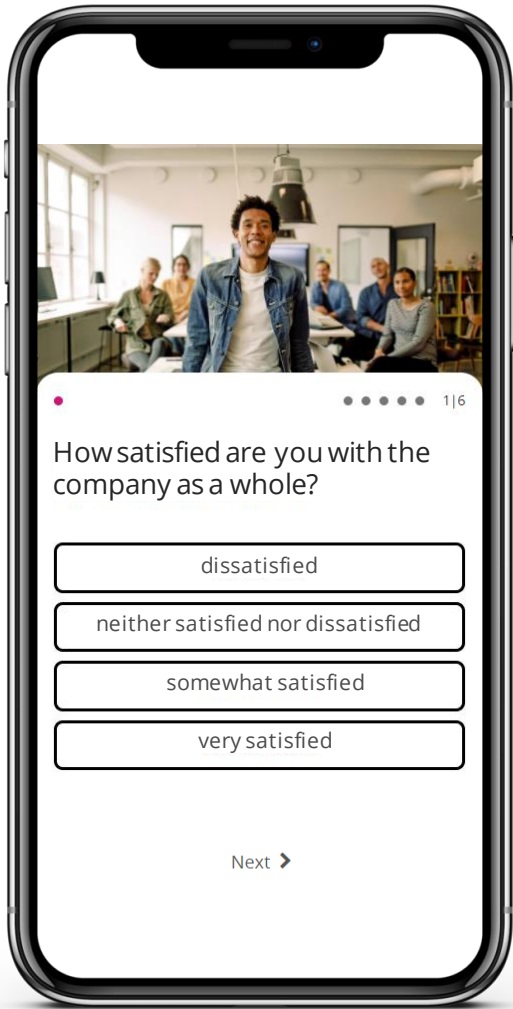 1|6
How satisfied are you with the
company as a whole?
dissatisfied
neither satisfied nor dissatisfied
somewhat satisfied
very satisfied
Next